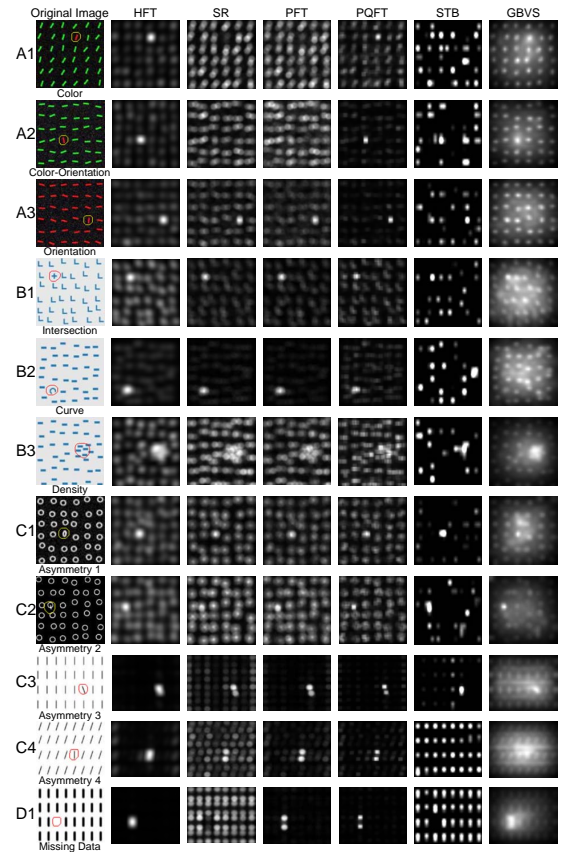 Original Image HFT SR PFT PQFT STB GBVS
A1
Color
A2
Color-Orientation
A3
Orientation
B1
Intersection
B2
Curve
B3
Density
C1
Asymmetry 1
C2
Asymmetry 2
C3
Asymmetry 3
C4
Asymmetry 4
D1
Missing Data